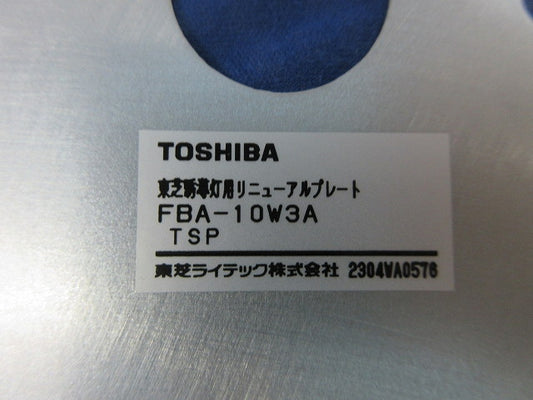 TOSHIBA
東芝誘導灯用リニューアルプレート
FBA-10W3A
TSP
東芝ライテック株式会社 2304WA0576